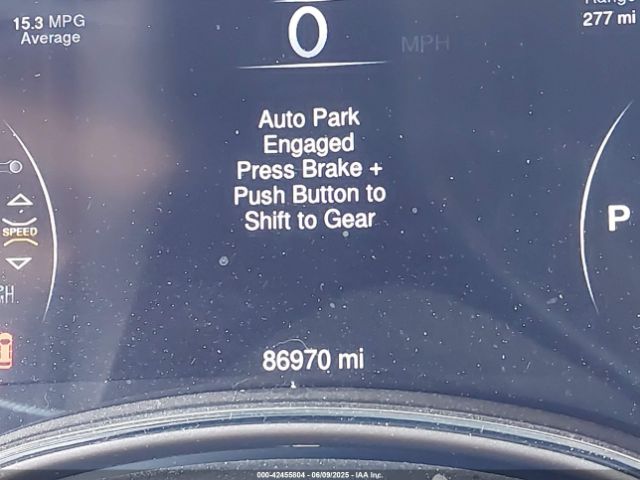 15.3 MPG
Average
0
MPH
Range
277 mi
Auto Park
Engaged
Press Brake +
Push Button to
Shift to Gear
SPEED
P
86970 mi
000-42455804 | 06/09/2025 - IAA Inc.